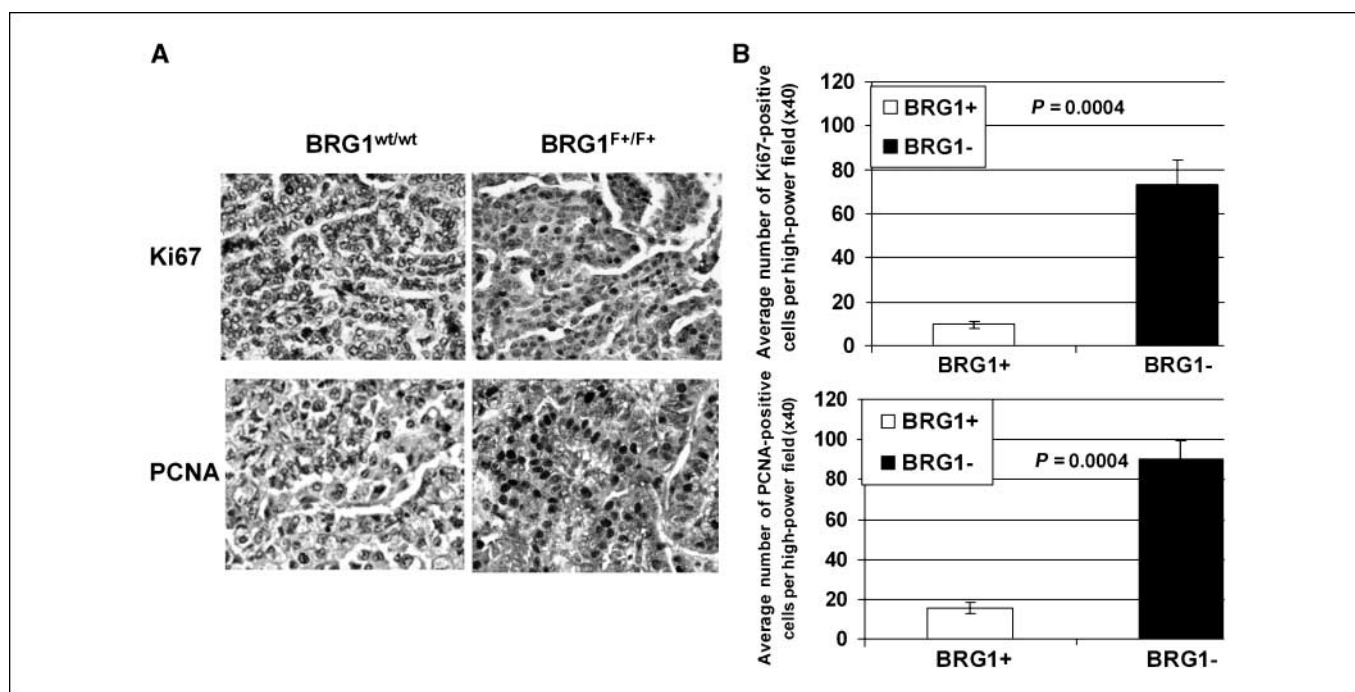 A
BRG1wt/wt
BRG1F+/F+
Ki67
PCNA
B
Average number of Ki67-positive
cells per high-power field (x40)
120
100
80
60
40
20
0
BRG1+
BRG1-
P = 0.0004
BRG1+
BRG1-
Average number of PCNA-positive
cells per high-power field (x40)
120
100
80
60
40
20
0
BRG1+
BRG1-
P = 0.0004
BRG1+
BRG1-